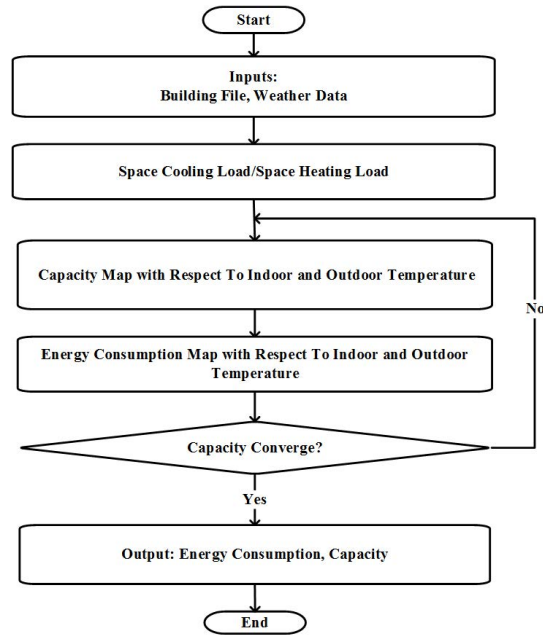 Start
Inputs:
Building File, Weather Data
Space Cooling Load/Space Heating Load
Capacity Map with Respect To Indoor and Outdoor Temperature
No
Energy Consumption Map with Respect To Indoor and Outdoor
Temperature
Capacity Converge?
Yes
Output: Energy Consumption, Capacity
End